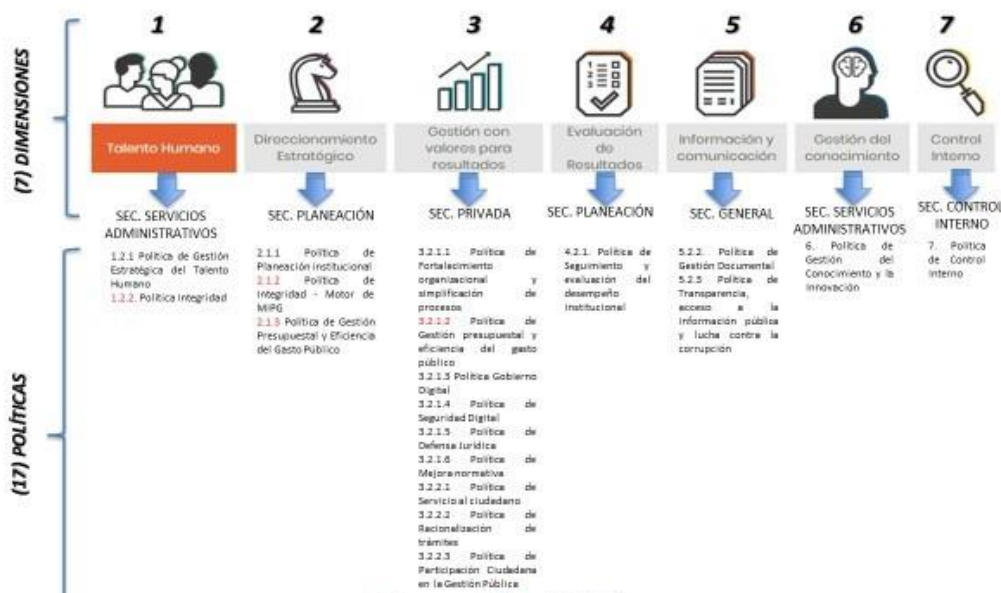 1
2
3
4
5
6
7
(7) DIMENSIONES
Talento Humano
Direccionamiento
Estratégico
Gestión con
valores para
resultados
Evaluación
de
Resultados
Información y
comunicación
Gestión del
conocimiento
Control
Interno
SEC. SERVICIOS
ADMINISTRATIVOS
SEC. PLANEACIÓN
SEC. PRIVADA
SEC. PLANEACIÓN
SEC. GENERAL
SEC. SERVICIOS
ADMINISTRATIVOS
SEC. CONTROL
INTERNO
(17) POLÍTICAS
1.2.1 Política de Gestión
Estratégica del Talento
Humano
1.2.2. Política Integridad
2.1.1 Política de
Planeación institucional
2.1.2 Política de
Integridad - Motor de
MIPG
2.1.3 Política de Gestión
Presupuestal y Eficiencia
del Gasto Público
3.2.1.1 Política de
Fortalecimiento
organizacional y
simplificación de
procesos
3.2.1.2 Política de
Gestión presupuestal y
eficiencia del gasto
público
3.2.1.3 Política Gobierno
Digital
3.2.1.4 Política de
Seguridad Digital
3.2.1.5 Política de
Defensa Jurídica
3.2.1.6 Política de
Mejora normativa
3.2.2.1 Política de
Servicio al ciudadano
3.2.2.2 Política de
Racionalización de
trámites
3.2.2.3 Política de
Participación Ciudadana
en la Gestión Pública
4.2.1. Política de
Seguimiento y
evaluación del
desempeño
institucional
5.2.2. Política de
Gestión Documental
5.2.3 Política de
Transparencia,
acceso a la
información pública
y lucha contra la
corrupción
6. Política de
Gestión del
Conocimiento y la
Innovación
7. Política
de Control
Interno